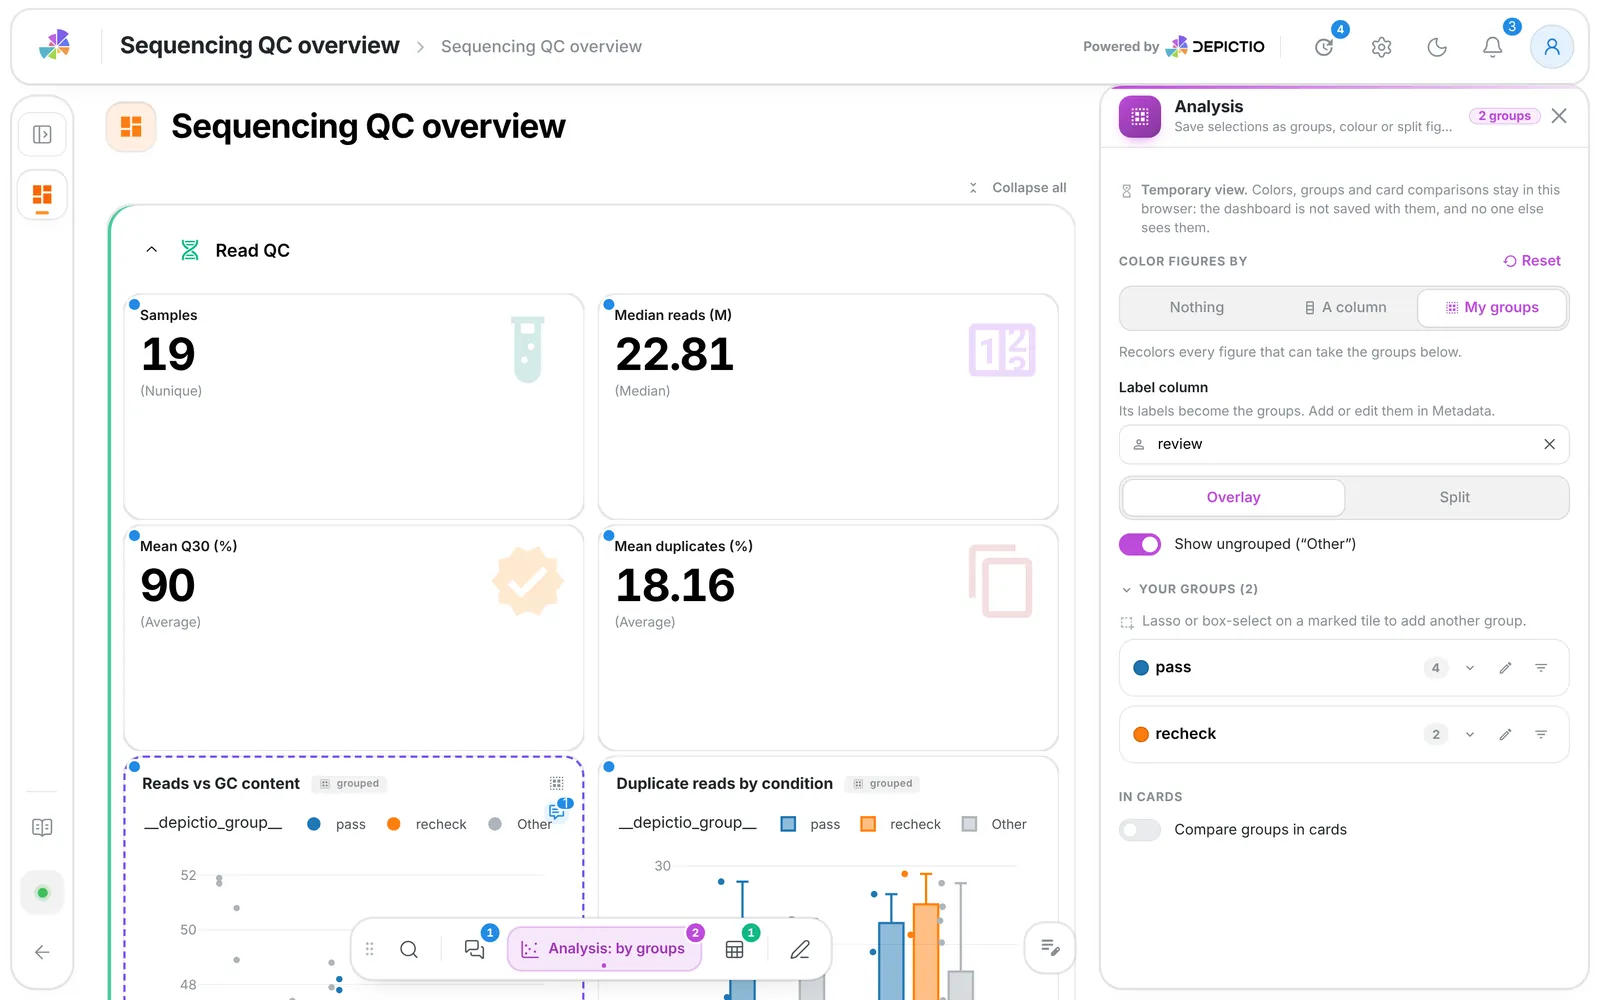 Sequencing QC overview
Sequencing QC overview
Powered by DEPICTIO
4
3
Sequencing QC overview
Collapse all
Read QC
Samples
19
(Nunique)
Median reads (M)
22.81
(Median)
Mean Q30 (%)
90
(Average)
Mean duplicates (%)
18.16
(Average)
Reads vs GC content
grouped
1
__depictio_group__
pass
recheck
Other
52
50
48
Duplicate reads by condition
grouped
__depictio_group__
pass
recheck
Other
30
1
Analysis: by groups
2
1
Analysis
Save selections as groups, colour or split fig...
2 groups
Temporary view. Colors, groups and card comparisons stay in this
browser: the dashboard is not saved with them, and no one else
sees them.
COLOR FIGURES BY
Reset
Nothing
A column
My groups
Recolors every figure that can take the groups below.
Label column
Its labels become the groups. Add or edit them in Metadata.
review
Overlay
Split
Show ungrouped (“Other”)
YOUR GROUPS (2)
Lasso or box-select on a marked tile to add another group.
pass
4
recheck
2
IN CARDS
Compare groups in cards